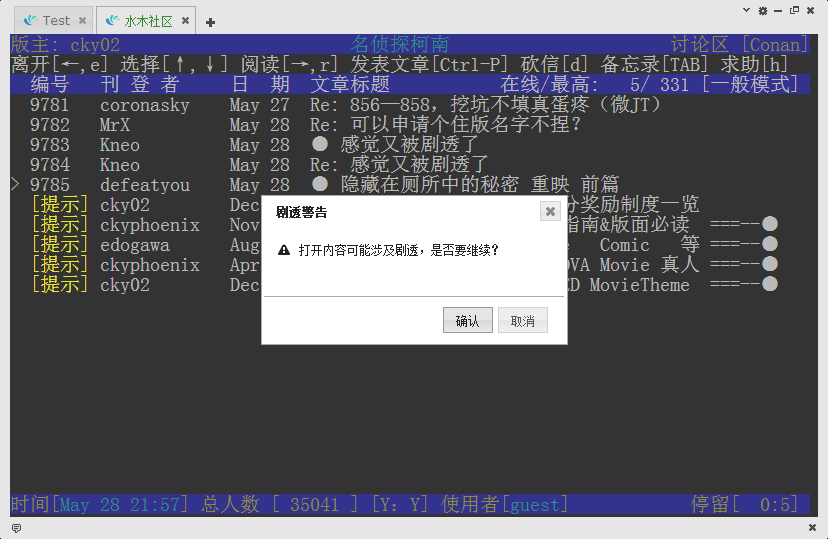 Test
水木社区
版主: cky02 名侦探柯南 讨论区 [Conan]
离开[←,e] 选择[↑,↓] 阅读[→,r] 发表文章[Ctrl-P] 砍信[d] 备忘录[TAB] 求助[h]
编号 刊 登 者 日 期 文章标题 在线/最高: 5/ 331 [一般模式]
9781 coronasky May 27 Re: 856——858，挖坑不填真蛋疼（微JT）
9782 MrX May 28 Re: 可以申请个住版名字不捏？
9783 Kneo May 28 ● 感觉又被剧透了
9784 Kneo May 28 Re: 感觉又被剧透了
> 9785 defeatyou May 28 ● 隐藏在厕所中的秘密 重映 前篇
[提示] cky02 Dec 分奖励制度一览
[提示] ckyphoenix Nov 指南&版面必读 ===--●
[提示] edogawa Aug Comic 等 ===--●
[提示] ckyphoenix Apr OVA Movie 真人 ===--●
[提示] cky02 Dec ED MovieTheme ===--●
剧透警告
打开内容可能涉及剧透，是否要继续？
确认 取消
时间[May 28 21:57] 总人数 [ 35041 ] [Y: Y] 使用者[guest] 停留[ 0:5]